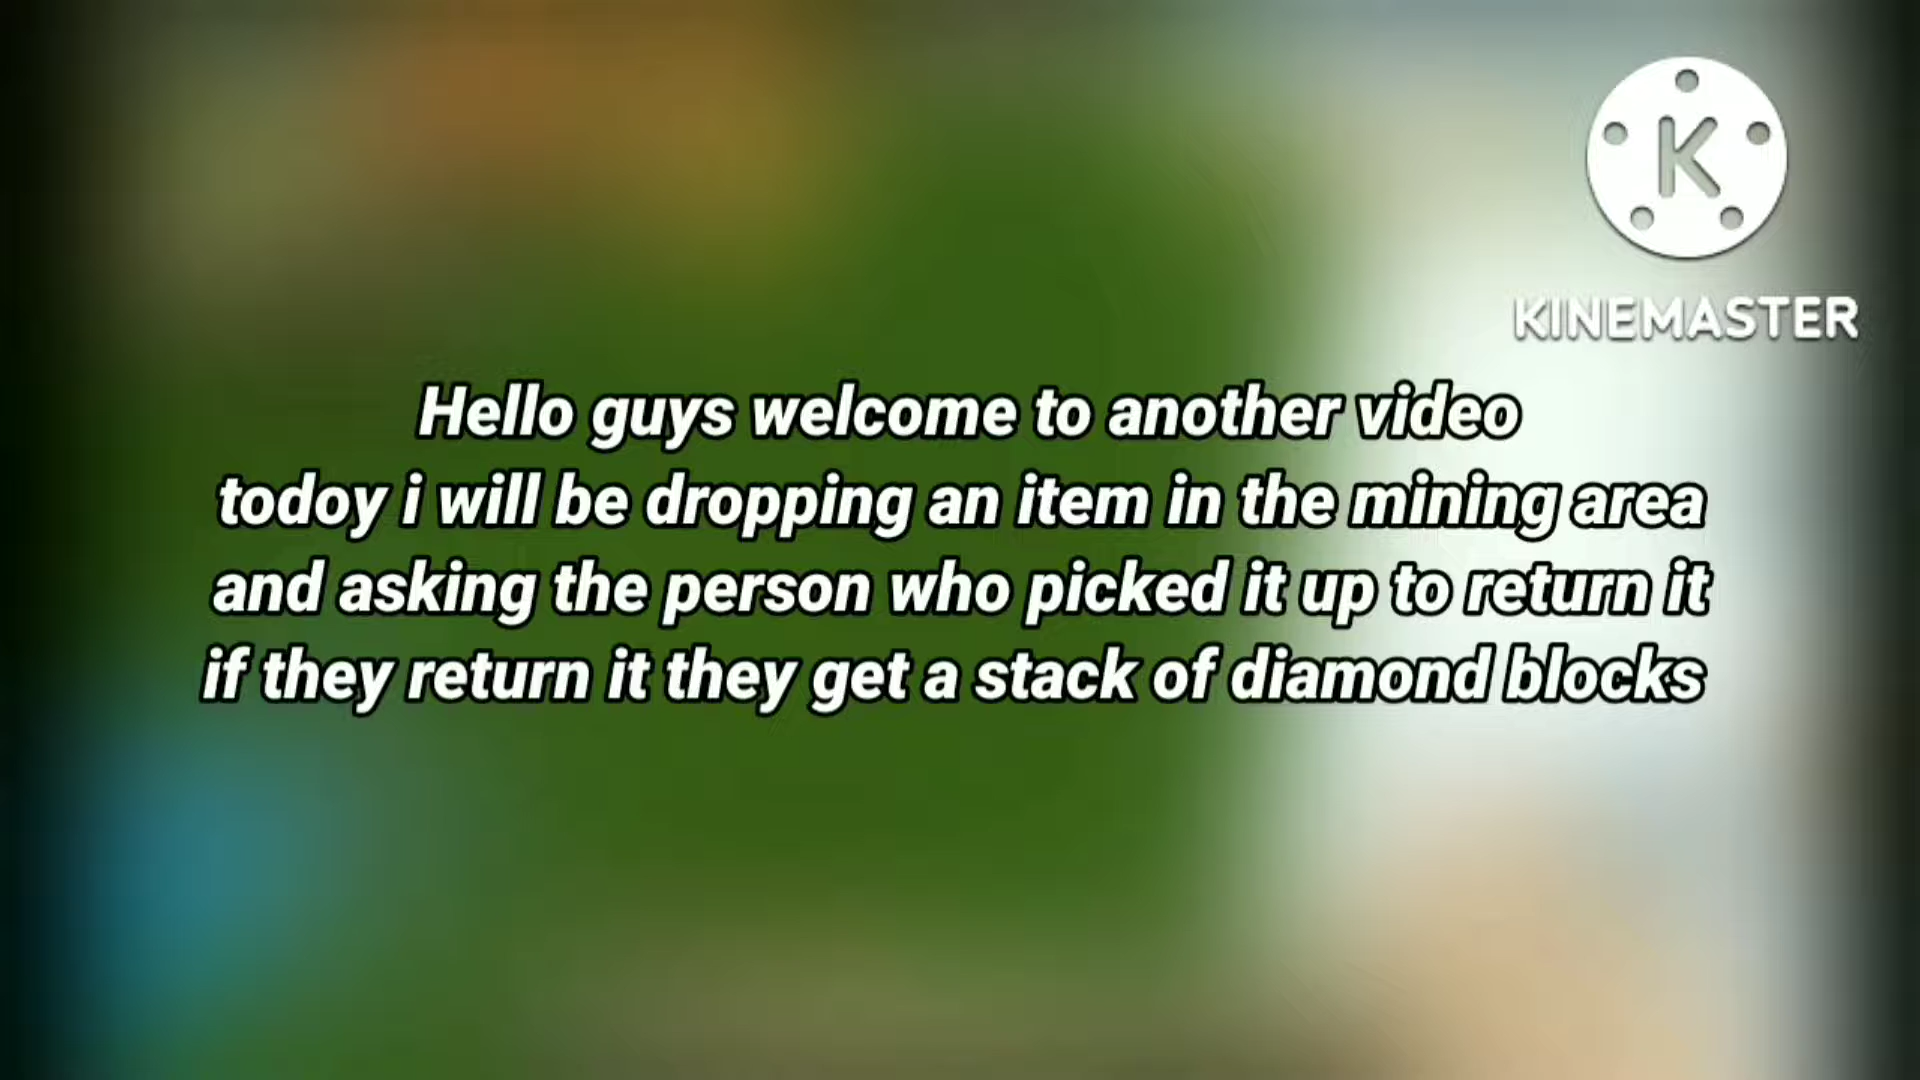 K
KINEMASTER
Hello guys welcome to another video
todoy i will be dropping an item in the mining area
and asking the person who picked it up to return it
if they return it they get a stack of diamond blocks